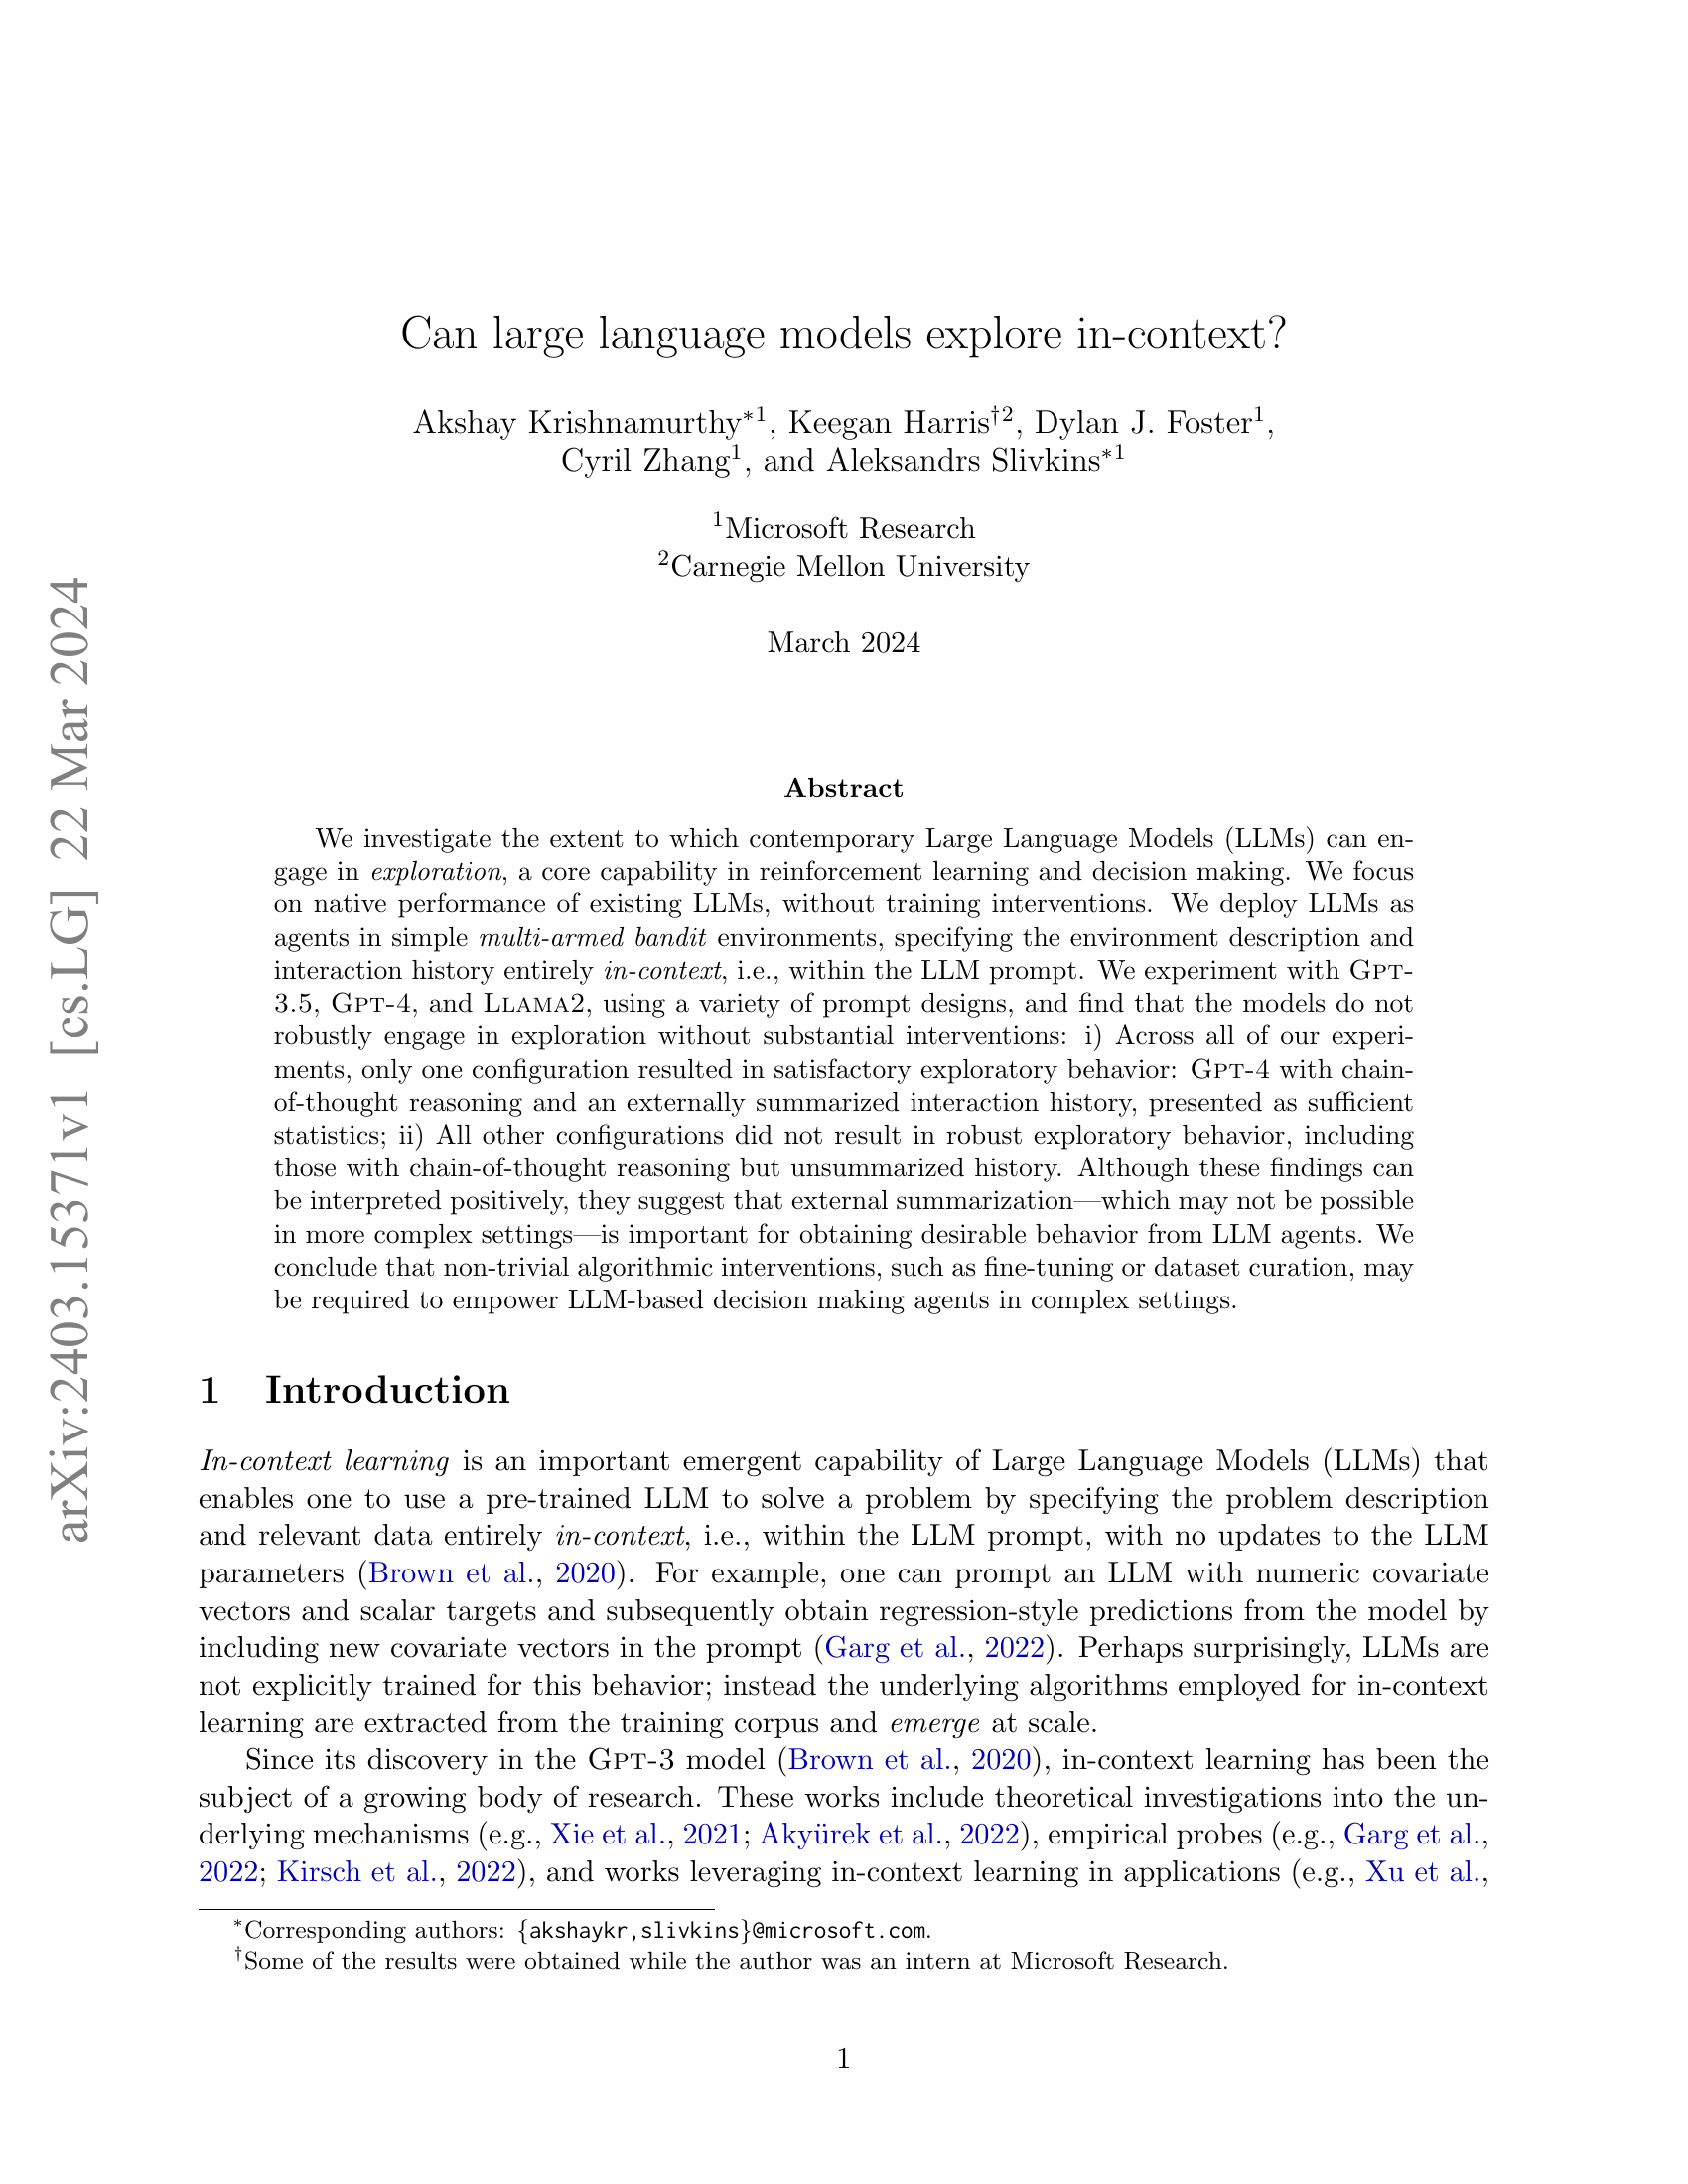 arXiv:2403.15371v1 [cs.LG] 22 Mar 2024
Can large language models explore in-context?
Akshay Krishnamurthy*1, Keegan Harris†2, Dylan J. Foster1,
Cyril Zhang1, and Aleksandrs Slivkins*1
1Microsoft Research
2Carnegie Mellon University
March 2024
Abstract
We investigate the extent to which contemporary Large Language Models (LLMs) can en-
gage in exploration, a core capability in reinforcement learning and decision making. We focus
on native performance of existing LLMs, without training interventions. We deploy LLMs as
agents in simple multi-armed bandit environments, specifying the environment description and
interaction history entirely in-context, i.e., within the LLM prompt. We experiment with GPT-
3.5, GPT-4, and LLAMA2, using a variety of prompt designs, and find that the models do not
robustly engage in exploration without substantial interventions: i) Across all of our experi-
ments, only one configuration resulted in satisfactory exploratory behavior: GPT-4 with chain-
of-thought reasoning and an externally summarized interaction history, presented as sufficient
statistics; ii) All other configurations did not result in robust exploratory behavior, including
those with chain-of-thought reasoning but unsummarized history. Although these findings can
be interpreted positively, they suggest that external summarization—which may not be possible
in more complex settings—is important for obtaining desirable behavior from LLM agents. We
conclude that non-trivial algorithmic interventions, such as fine-tuning or dataset curation, may
be required to empower LLM-based decision making agents in complex settings.
1 Introduction
In-context learning is an important emergent capability of Large Language Models (LLMs) that
enables one to use a pre-trained LLM to solve a problem by specifying the problem description
and relevant data entirely in-context, i.e., within the LLM prompt, with no updates to the LLM
parameters (Brown et al., 2020). For example, one can prompt an LLM with numeric covariate
vectors and scalar targets and subsequently obtain regression-style predictions from the model by
including new covariate vectors in the prompt (Garg et al., 2022). Perhaps surprisingly, LLMs are
not explicitly trained for this behavior; instead the underlying algorithms employed for in-context
learning are extracted from the training corpus and emerge at scale.
Since its discovery in the GPT-3 model (Brown et al., 2020), in-context learning has been the
subject of a growing body of research. These works include theoretical investigations into the un-
derlying mechanisms (e.g., Xie et al., 2021; Akyürek et al., 2022), empirical probes (e.g., Garg et al.,
2022; Kirsch et al., 2022), and works leveraging in-context learning in applications (e.g., Xu et al.,
*Corresponding authors: {akshaykr,slivkins}@microsoft.com.
†Some of the results were obtained while the author was an intern at Microsoft Research.
1